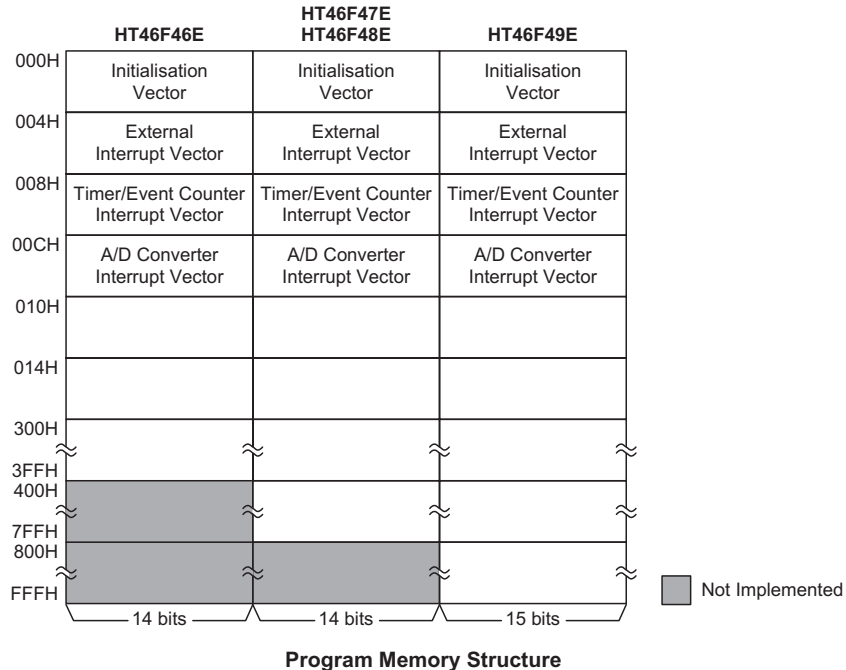 HT46F46E
HT46F47E
HT46F48E
HT46F49E
000H
Initialisation
Vector
Initialisation
Vector
Initialisation
Vector
004H
External
Interrupt Vector
External
Interrupt Vector
External
Interrupt Vector
008H
Timer/Event Counter
Interrupt Vector
Timer/Event Counter
Interrupt Vector
Timer/Event Counter
Interrupt Vector
00CH
A/D Converter
Interrupt Vector
A/D Converter
Interrupt Vector
A/D Converter
Interrupt Vector
010H
014H
300H
3FFH
400H
7FFH
800H
FFFH
Not Implemented
14 bits
14 bits
15 bits
Program Memory Structure